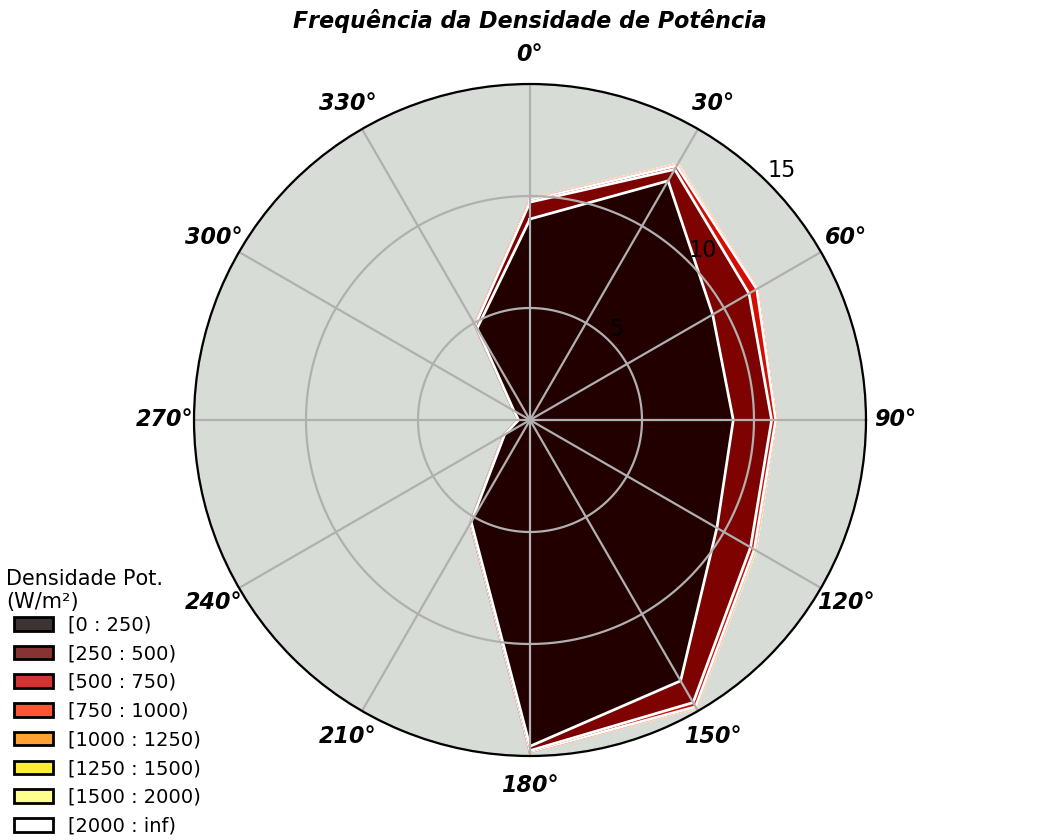 Frequência da Densidade de Potência
0°
330°
30°
15
300°
60°
10
5
270°
90°
240°
120°
210°
150°
180°
Densidade Pot.
(W/m²)
[0 : 250)
[250 : 500)
[500 : 750)
[750 : 1000)
[1000 : 1250)
[1250 : 1500)
[1500 : 2000)
[2000 : inf)